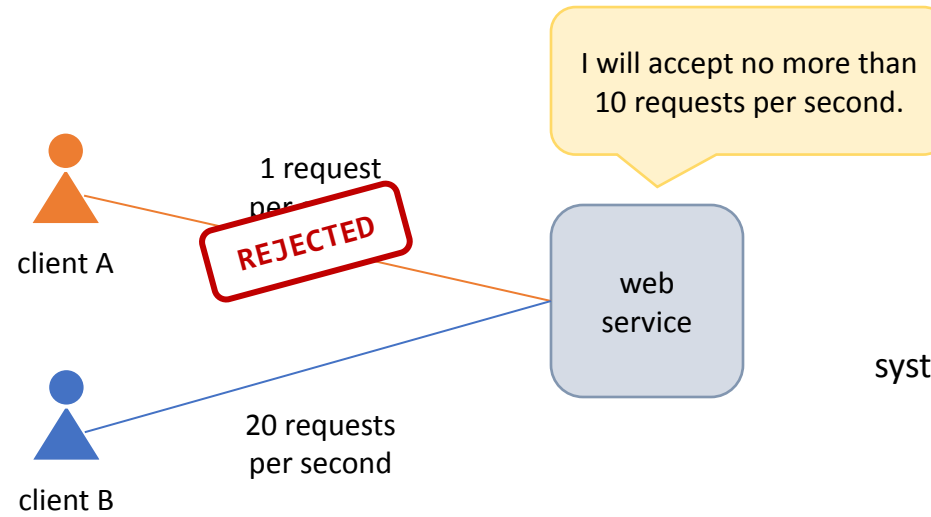 I will accept no more than
10 requests per second.
1 request
per
REJECTED
client A
web
service
syst
20 requests
per second
client B